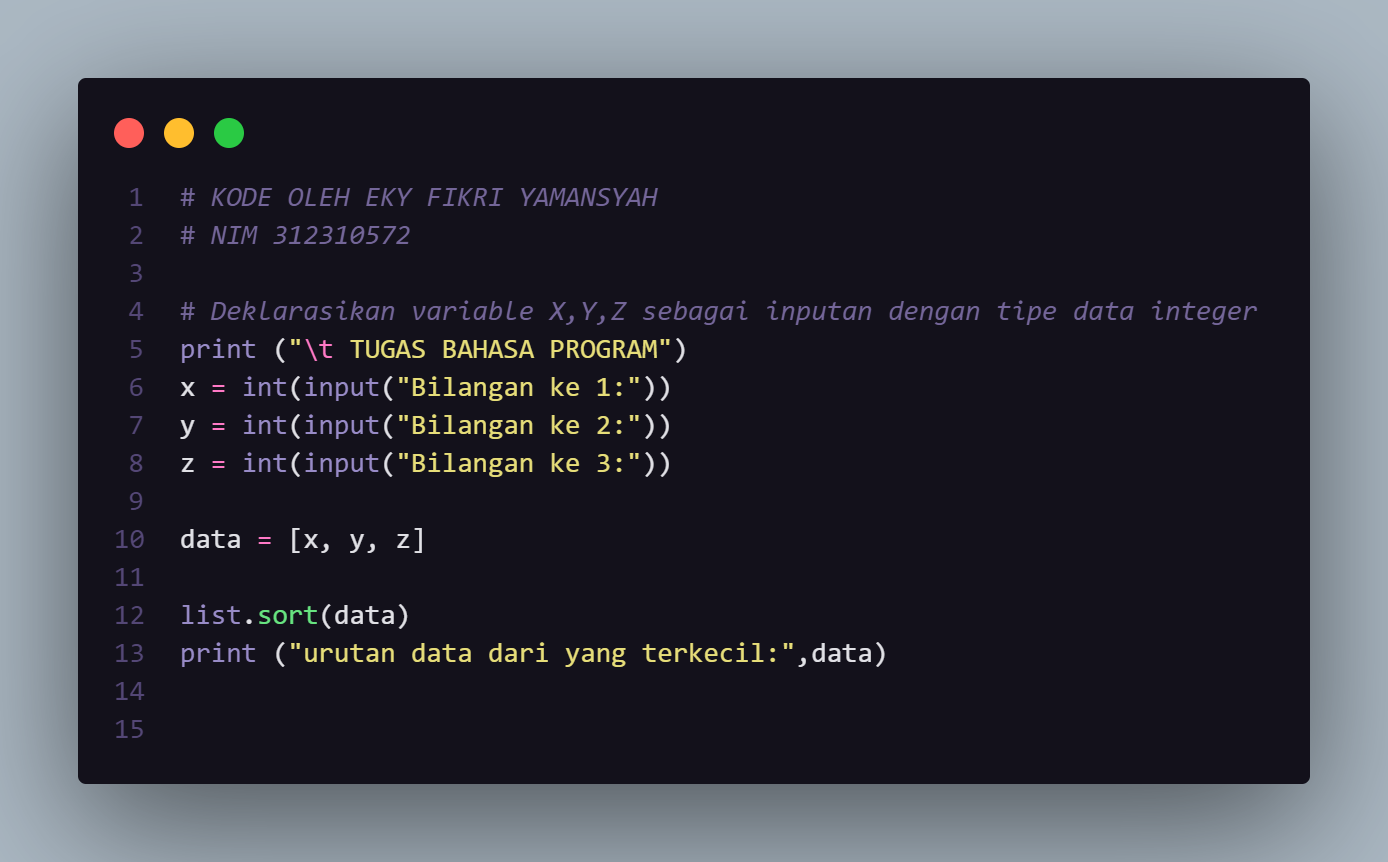 1 # KODE OLEH EKY FIKRI YAMANSYAH
2 # NIM 312310572
3
4 # Deklarasikan variable X,Y,Z sebagai inputan dengan tipe data integer
5 print ("\t TUGAS BAHASA PROGRAM")
6 x = int(input("Bilangan ke 1:"))
7 y = int(input("Bilangan ke 2:"))
8 z = int(input("Bilangan ke 3:"))
9
10 data = [x, y, z]
11
12 list.sort(data)
13 print ("urutan data dari yang terkecil:",data)
14
15